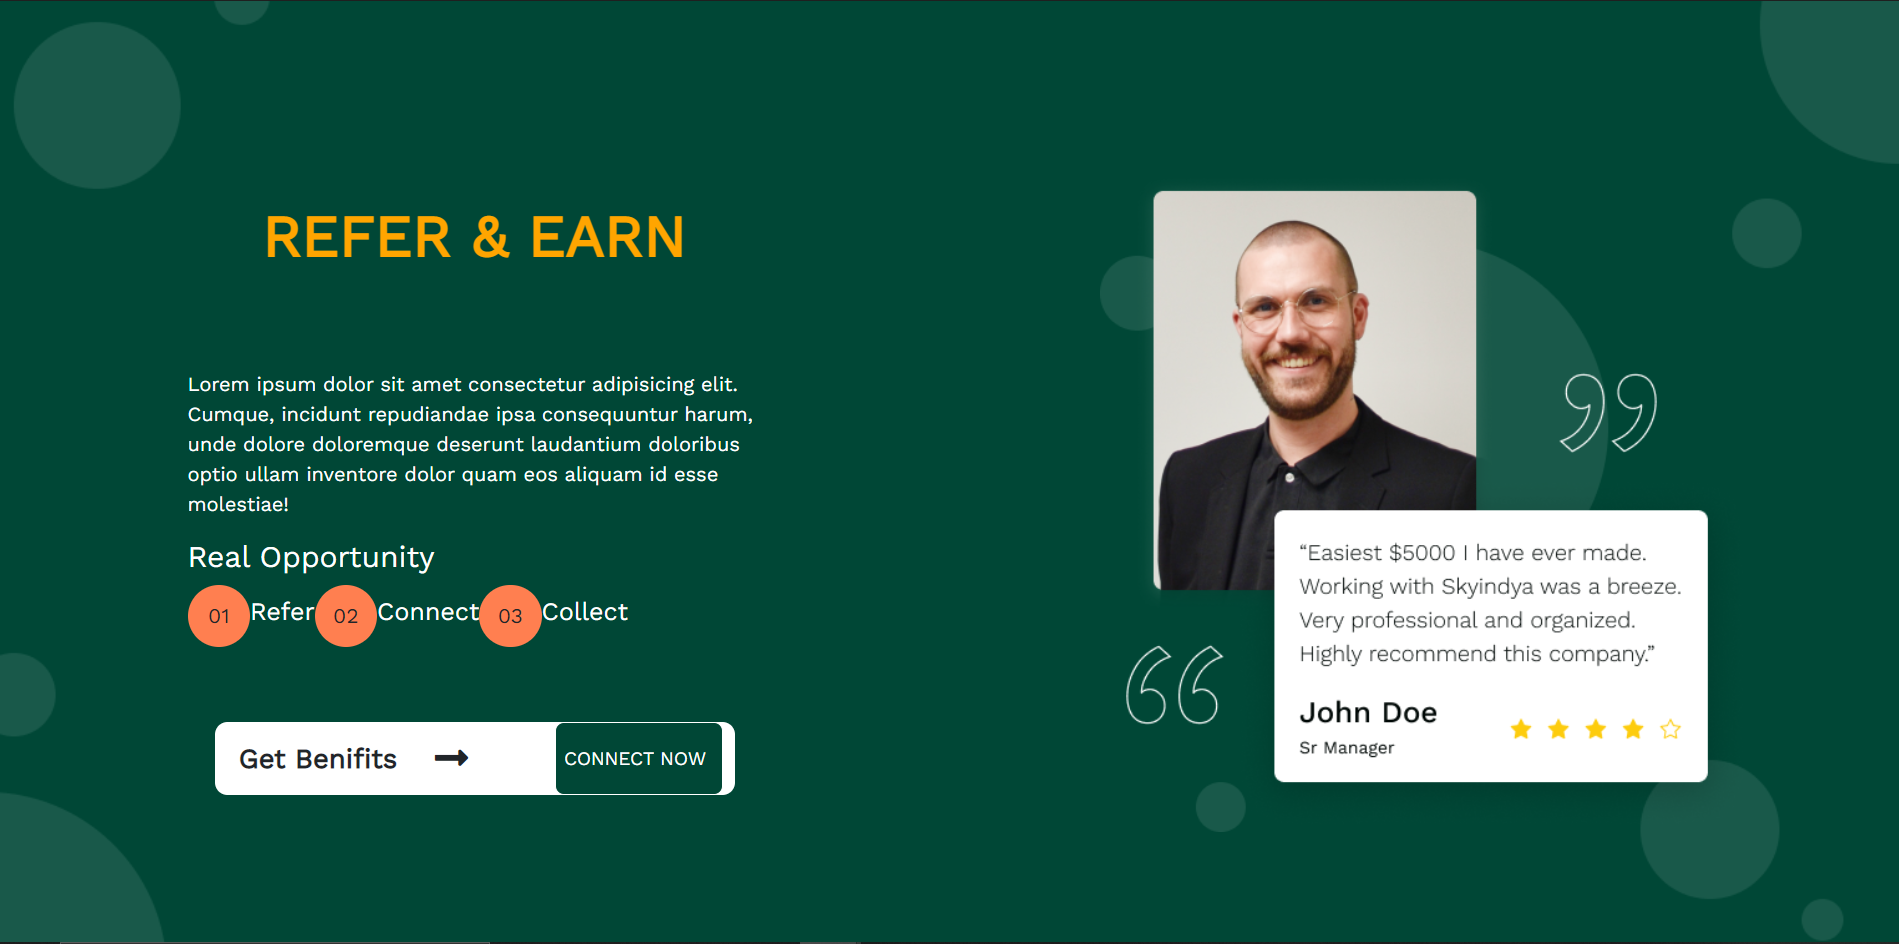 REFER & EARN
Lorem ipsum dolor sit amet consectetur adipisicing elit.
Cumque, incidunt repudiandae ipsa consequuntur harum,
unde dolore doloremque deserunt laudantium doloribus
optio ullam inventore dolor quam eos aliquam id esse
molestiae!
Real Opportunity
01 Refer 02 Connect 03 Collect
Get Benifits CONNECT NOW
“Easiest $5000 I have ever made.
Working with Skyindya was a breeze.
Very professional and organized.
Highly recommend this company.”
John Doe
Sr Manager